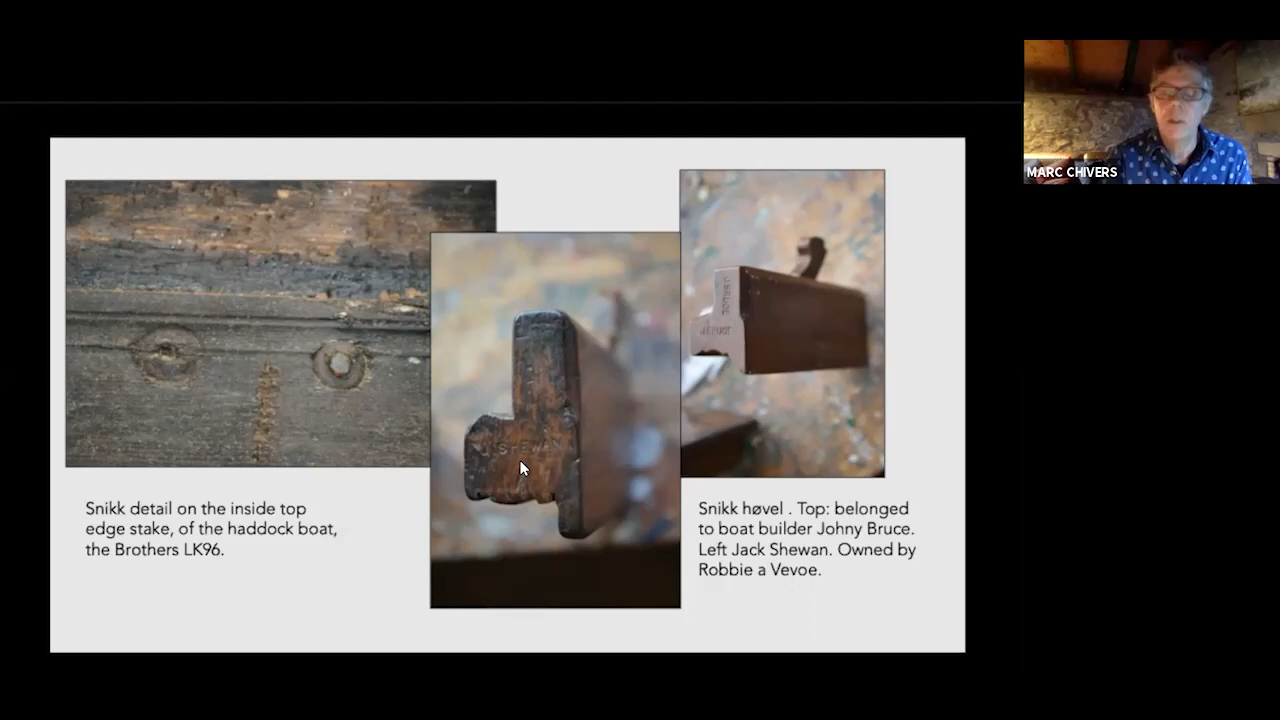 MARC CHIVERS
J. SHEWAN
Snikk detail on the inside top
edge stake, of the haddock boat,
the Brothers LK96.
Snikk høvel . Top: belonged
to boat builder Johny Bruce.
Left Jack Shewan. Owned by
Robbie a Vevoe.